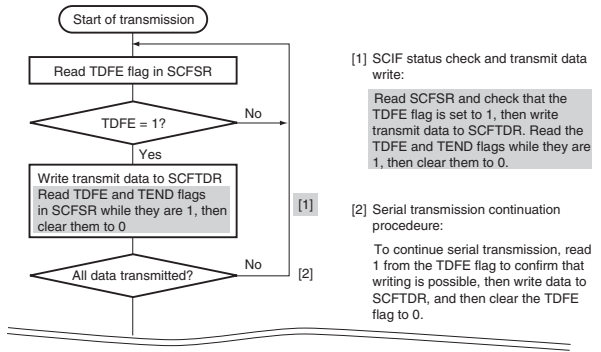 Start of transmission
Read TDFE flag in SCFSR
TDFE = 1?
No
Yes
Write transmit data to SCFTDR
Read TDFE and TEND flags
in SCFSR while they are 1, then
clear them to 0
[1]
All data transmitted?
No
[2]
[1] SCIF status check and transmit data
write:
Read SCFSR and check that the
TDFE flag is set to 1, then write
transmit data to SCFTDR. Read the
TDFE and TEND flags while they are
1, then clear them to 0.
[2] Serial transmission continuation
procedeure:
To continue serial transmission, read
1 from the TDFE flag to confirm that
writing is possible, then write data to
SCFTDR, and then clear the TDFE
flag to 0.